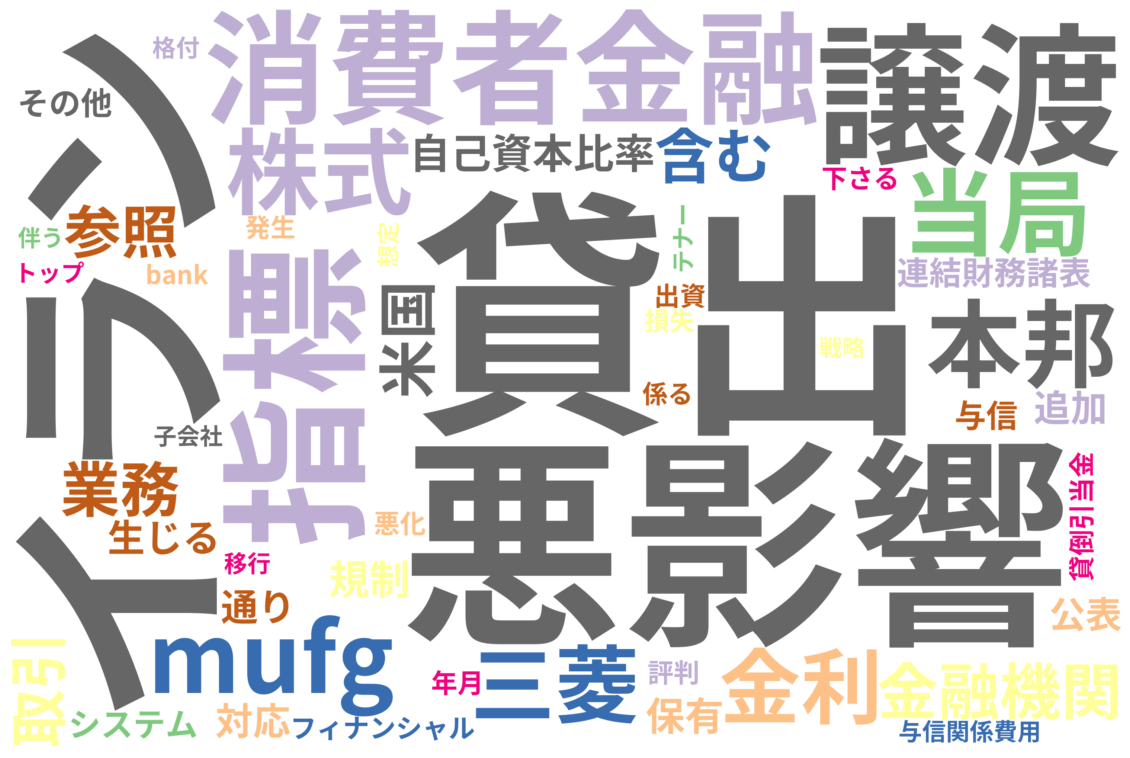 格付
消費者金融
譲渡
その他
株式
自己資本比率
含む
下さる
当局
イラン
伴う
参照
発生
想定
テナー
トップ
bank
指標
米国
貸出
出資
損失
戦略
連結財務諸表
本邦
係る
与信
追加
子会社
業務
生じる
悪化
悪影響
貸倒引当金
移行
規制
通り
公表
取引
mufg
年月
三菱
評判
金利
金融機関
システム
対応
フィナンシャル
保有
与信関係費用